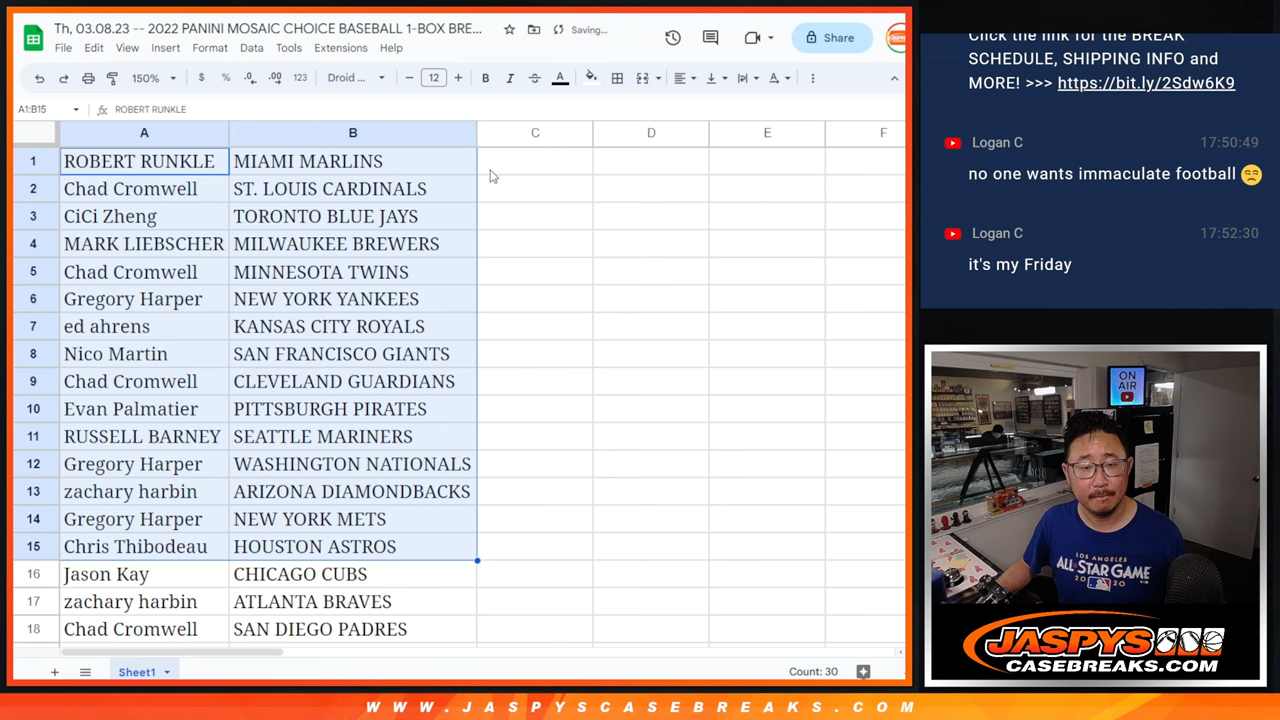 Th, 03.08.23 -- 2022 PANINI MOSAIC CHOICE BASEBALL 1-BOX BRE...
Saving...
File Edit View Insert Format Data Tools Extensions Help
Share
150% $ % .0 .00 123 Droid ... 12 B I A
A1:B15 fx ROBERT RUNKLE
A B C D E F
1 ROBERT RUNKLE MIAMI MARLINS
2 Chad Cromwell ST. LOUIS CARDINALS
3 CiCi Zheng TORONTO BLUE JAYS
4 MARK LIEBSCHER MILWAUKEE BREWERS
5 Chad Cromwell MINNESOTA TWINS
6 Gregory Harper NEW YORK YANKEES
7 ed ahrens KANSAS CITY ROYALS
8 Nico Martin SAN FRANCISCO GIANTS
9 Chad Cromwell CLEVELAND GUARDIANS
10 Evan Palmatier PITTSBURGH PIRATES
11 RUSSELL BARNEY SEATTLE MARINERS
12 Gregory Harper WASHINGTON NATIONALS
13 zachary harbin ARIZONA DIAMONDBACKS
14 Gregory Harper NEW YORK METS
15 Chris Thibodeau HOUSTON ASTROS
16 Jason Kay CHICAGO CUBS
17 zachary harbin ATLANTA BRAVES
18 Chad Cromwell SAN DIEGO PADRES
Sheet1
Count: 30
Click the link for the BREAK
SCHEDULE, SHIPPING INFO and
MORE! >>> https://bit.ly/2Sdw6K9
Logan C 17:50:49
no one wants immaculate football 😒
Logan C 17:52:30
it's my Friday
ON
AIR
LOS ANGELES
ALL★STAR GAME
2020
JASPYS
CASEBREAKS.COM
WWW.JASPYSCASEBREAKS.COM